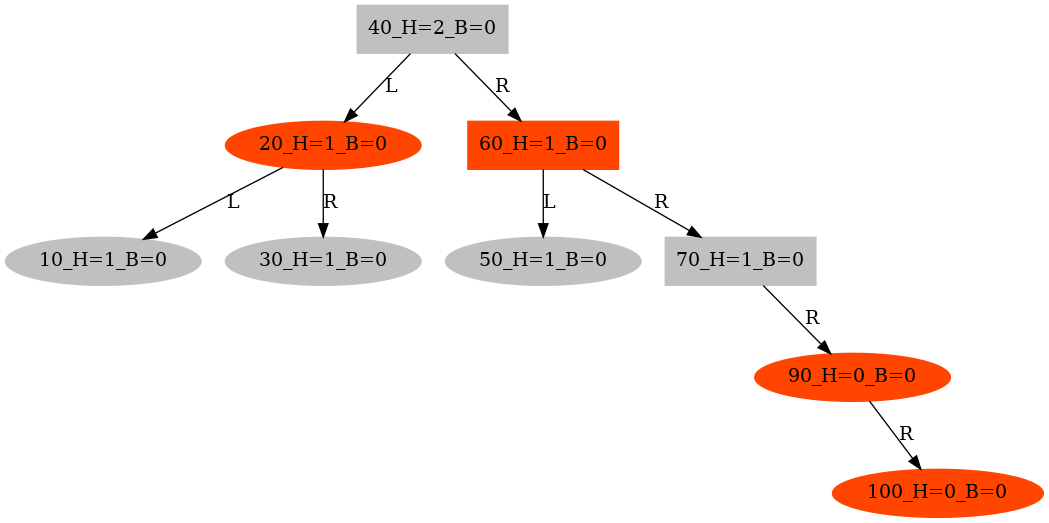 40_H=2_B=0
L
R
20_H=1_B=0
60_H=1_B=0
L
R
L
R
10_H=1_B=0
30_H=1_B=0
50_H=1_B=0
70_H=1_B=0
R
90_H=0_B=0
R
100_H=0_B=0